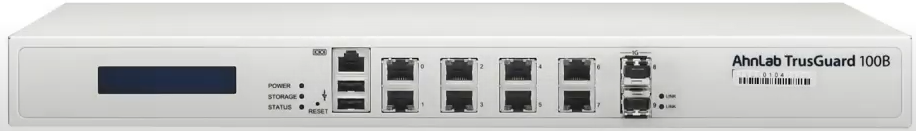 1G
0
2
4
6
8
AhnLab TrusGuard 100B
0104
POWER
STORAGE
STATUS
RESET
1
3
5
7
9
LINK
LINK